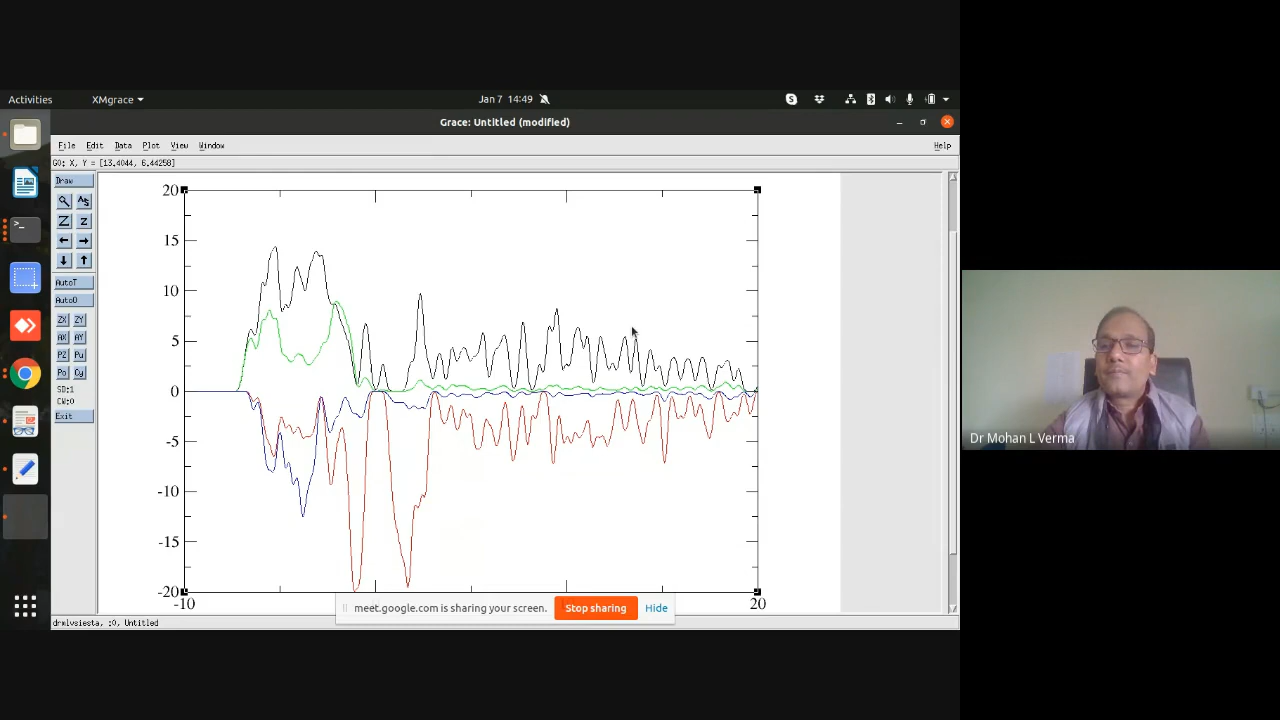 Activities XMgrace Jan 7 14:49
Grace: Untitled (modified)
File Edit Data Plot View Window Help
G0: X, Y = [13.4044, 6.44258]
Draw
AutoT
AutoO
ZX ZY
AX AY
PZ Pu
Po Cy
SD:1
CW:0
Exit
20
15
10
5
0
-5
-10
-15
-20
-10 20
meet.google.com is sharing your screen. Stop sharing Hide
drmlvsiesta, :0, Untitled
Dr Mohan L Verma